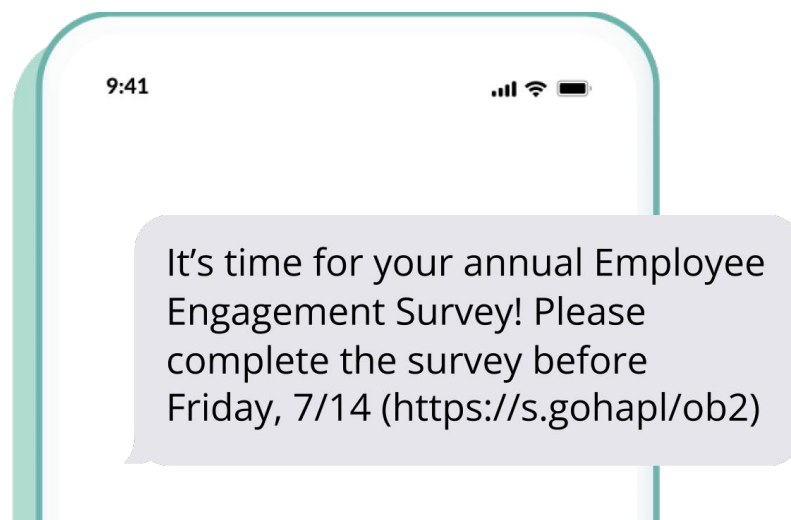 9:41
It’s time for your annual Employee
Engagement Survey! Please
complete the survey before
Friday, 7/14 (https://s.gohapl/ob2)